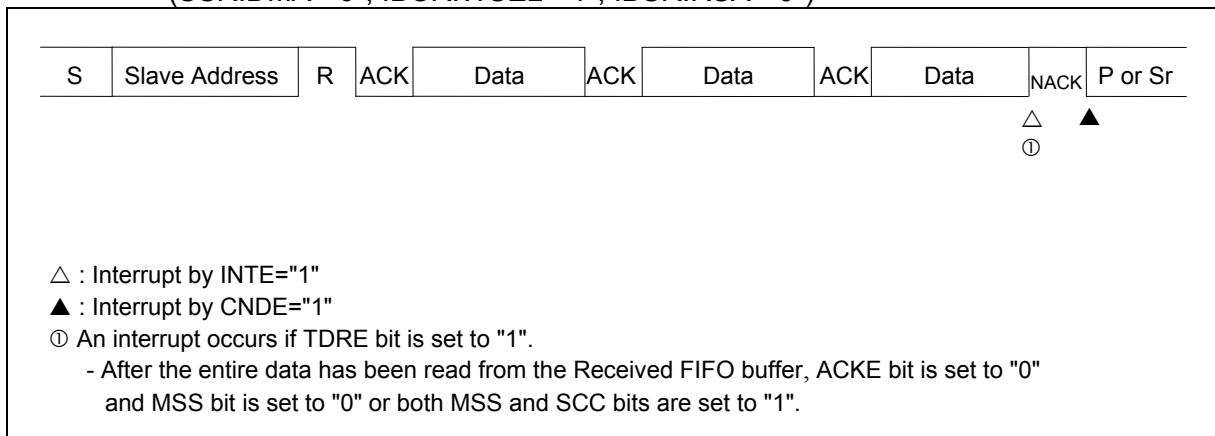 S Slave Address R ACK Data ACK Data ACK Data NACK P or Sr
△ ▲
①
△ : Interrupt by INTE="1"
▲ : Interrupt by CNDE="1"
① An interrupt occurs if TDRE bit is set to "1".
- After the entire data has been read from the Received FIFO buffer, ACKE bit is set to "0"
and MSS bit is set to "0" or both MSS and SCC bits are set to "1".